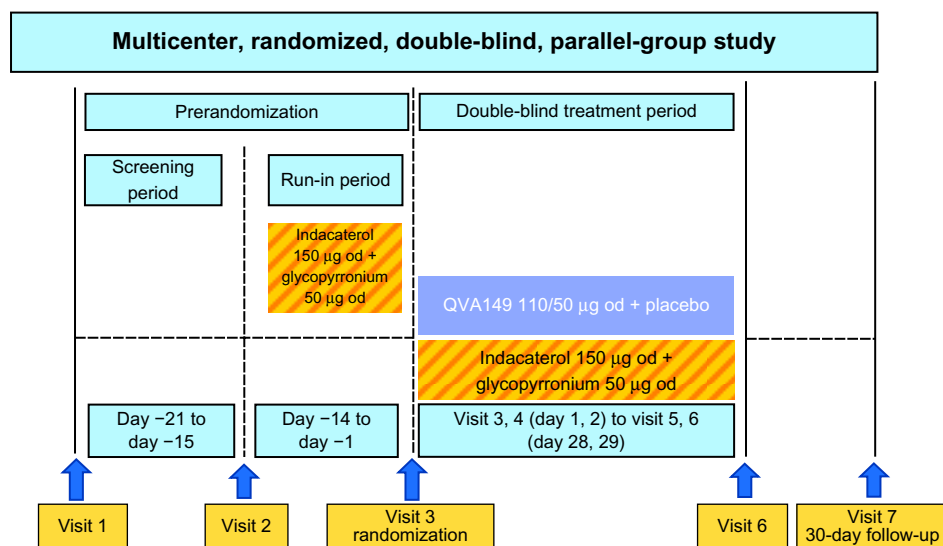 Multicenter, randomized, double-blind, parallel-group study
Prerandomization
Double-blind treatment period
Screening
period
Run-in period
Indacaterol
150 μg od +
glycopyrronium
50 μg od
QVA149 110/50 μg od + placebo
Indacaterol 150 μg od +
glycopyrronium 50 μg od
Day −21 to
day −15
Day −14 to
day −1
Visit 3, 4 (day 1, 2) to visit 5, 6
(day 28, 29)
Visit 1
Visit 2
Visit 3
randomization
Visit 6
Visit 7
30-day follow-up